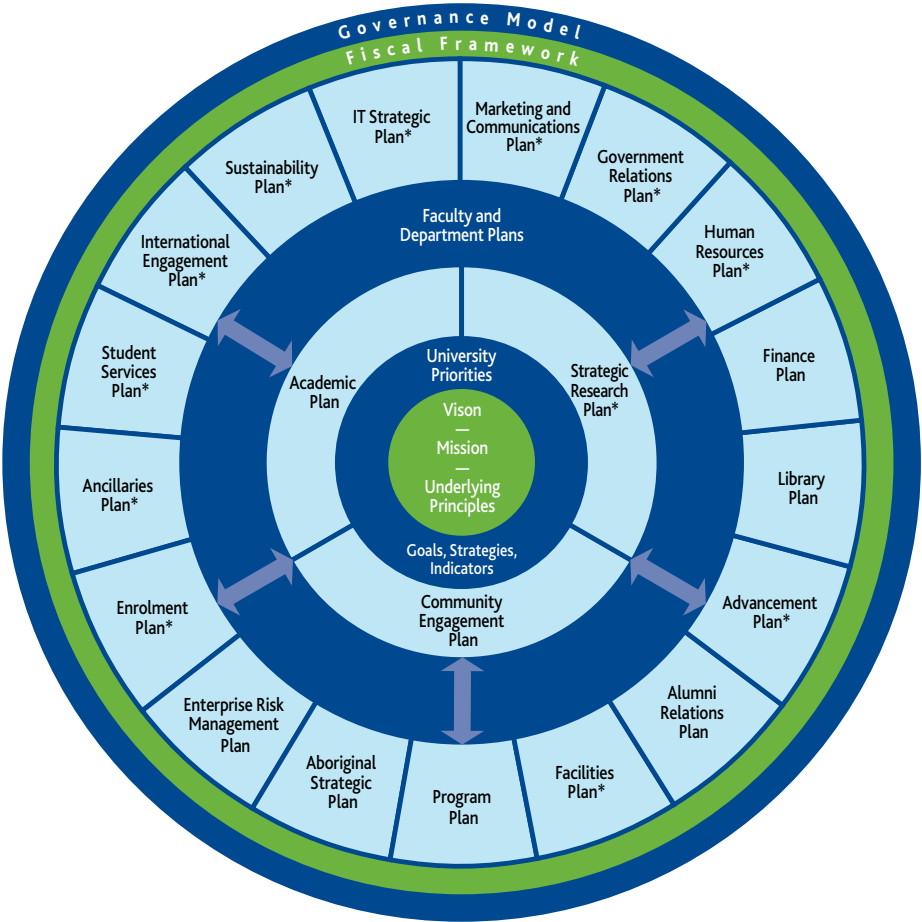 Governance Model
Fiscal Framework
IT Strategic
Plan*
Marketing and
Communications
Plan*
Government
Relations
Plan*
Human
Resources
Plan*
Finance
Plan
Library
Plan
Advancement
Plan*
Alumni
Relations
Plan
Facilities
Plan*
Program
Plan
Aboriginal
Strategic
Plan
Enterprise Risk
Management
Plan
Enrolment
Plan*
Ancillaries
Plan*
Student
Services
Plan*
International
Engagement
Plan*
Sustainability
Plan*
Faculty and
Department Plans
Academic
Plan
Strategic
Research
Plan*
Community
Engagement
Plan
University
Priorities
Vison
—
Mission
—
Underlying
Principles
Goals, Strategies,
Indicators